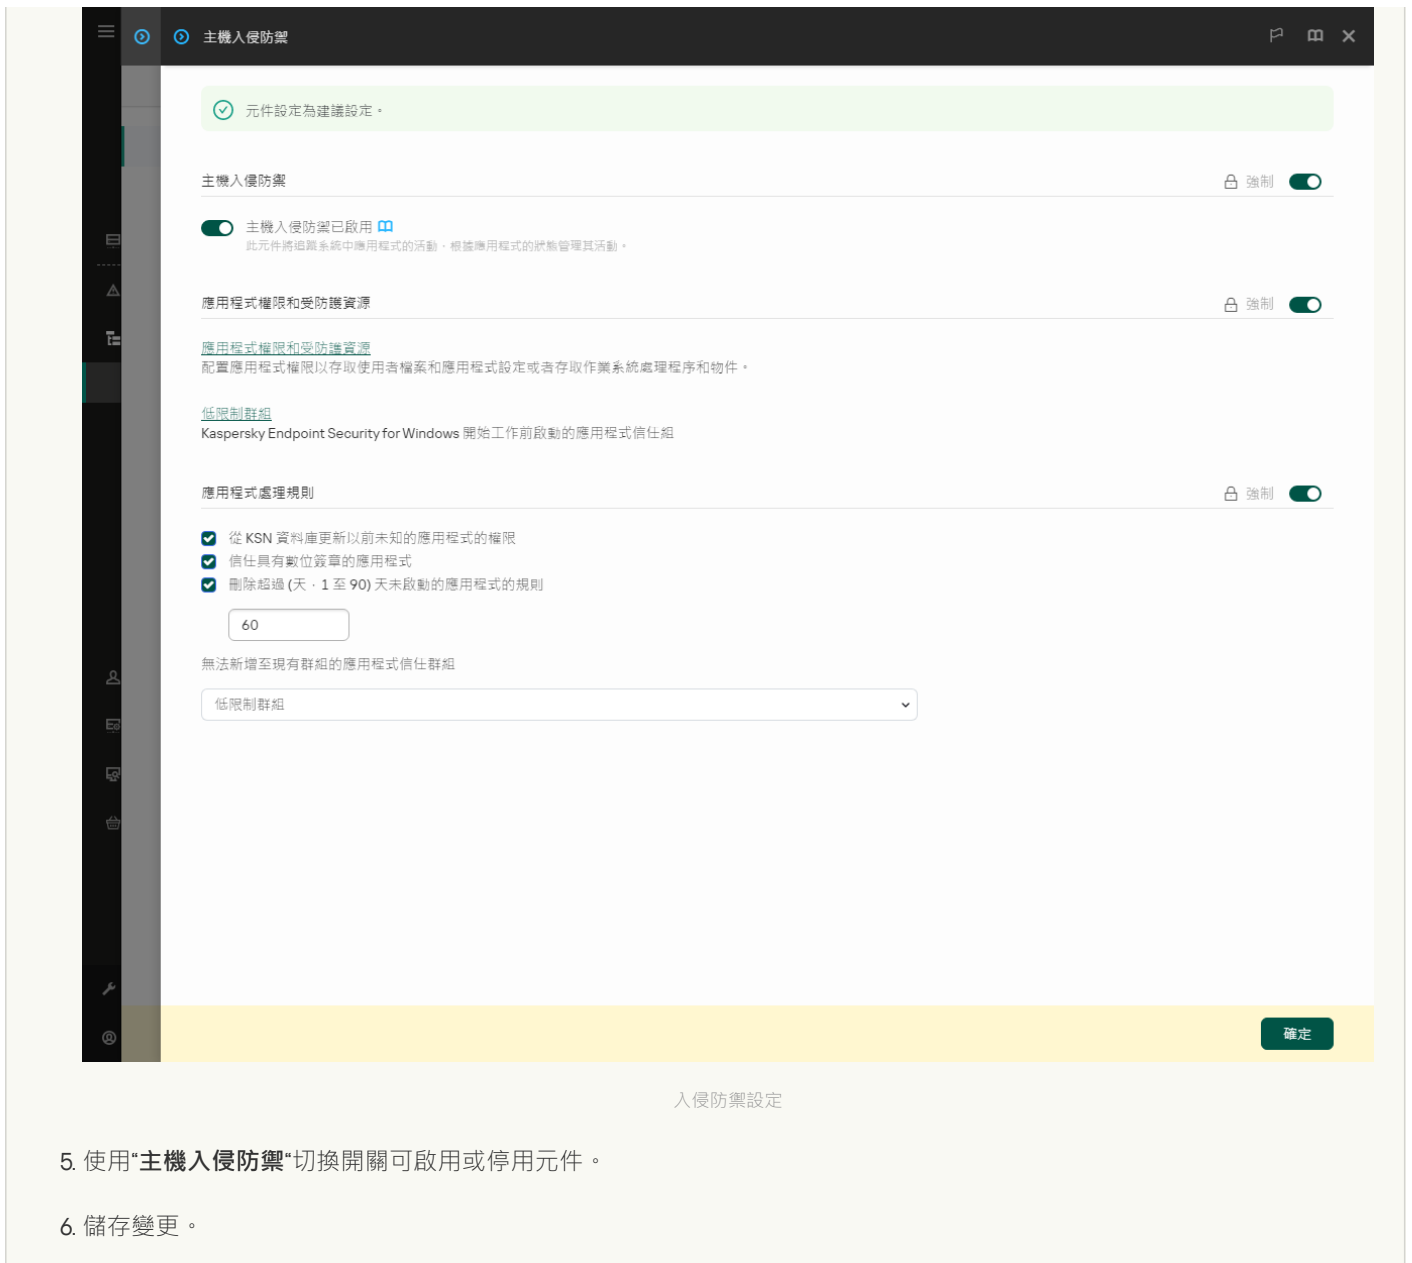 主機入侵防禦
元件設定為建議設定。
主機入侵防禦
強制
主機入侵防禦已啟用
此元件將追蹤系統中應用程式的活動，根據應用程式的狀態管理其活動。
應用程式權限和受防護資源
強制
應用程式權限和受防護資源
配置應用程式權限以存取使用者檔案和應用程式設定或者存取作業系統處理程序和物件。
低限制群組
Kaspersky Endpoint Security for Windows 開始工作前啟動的應用程式信任組
應用程式處理規則
強制
從 KSN 資料庫更新以前未知的應用程式的權限
信任具有數位簽章的應用程式
刪除超過 (天，1 至 90) 天未啟動的應用程式的規則
60
無法新增至現有群組的應用程式信任群組
低限制群組
確定
入侵防禦設定
5. 使用“主機入侵防禦“切換開關可啟用或停用元件。
6. 儲存變更。